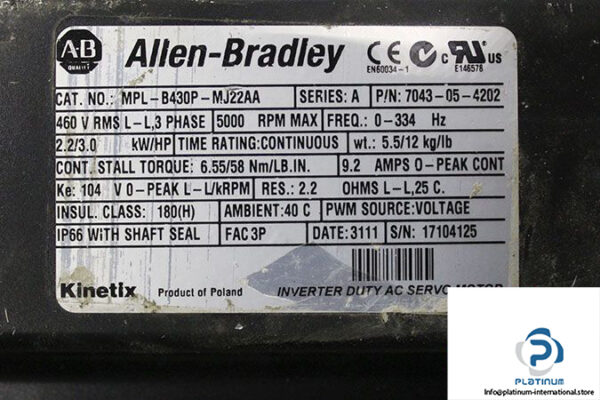 A-B
QUALITY
Allen-Bradley
CE
EN60034-1
c RU US
E146578
CAT. NO.: MPL-B430P-MJ22AA SERIES: A P/N: 7043-05-4202
460 V RMS L-L,3 PHASE 5000 RPM MAX FREQ.: 0-334 Hz
2.2/3.0 kW/HP TIME RATING:CONTINUOUS wt.: 5.5/12 kg/lb
CONT. STALL TORQUE: 6.55/58 Nm/LB.IN. 9.2 AMPS 0-PEAK CONT
Ke: 104 V 0-PEAK L-L/kRPM RES.: 2.2 OHMS L-L,25 C.
INSUL. CLASS: 180(H) AMBIENT:40 C PWM SOURCE:VOLTAGE
IP66 WITH SHAFT SEAL FAC 3P DATE: 3111 S/N: 17104125
Kinetix Product of Poland INVERTER DUTY AC SERVO MOTOR
PLATINUM
https://platinum-international.store